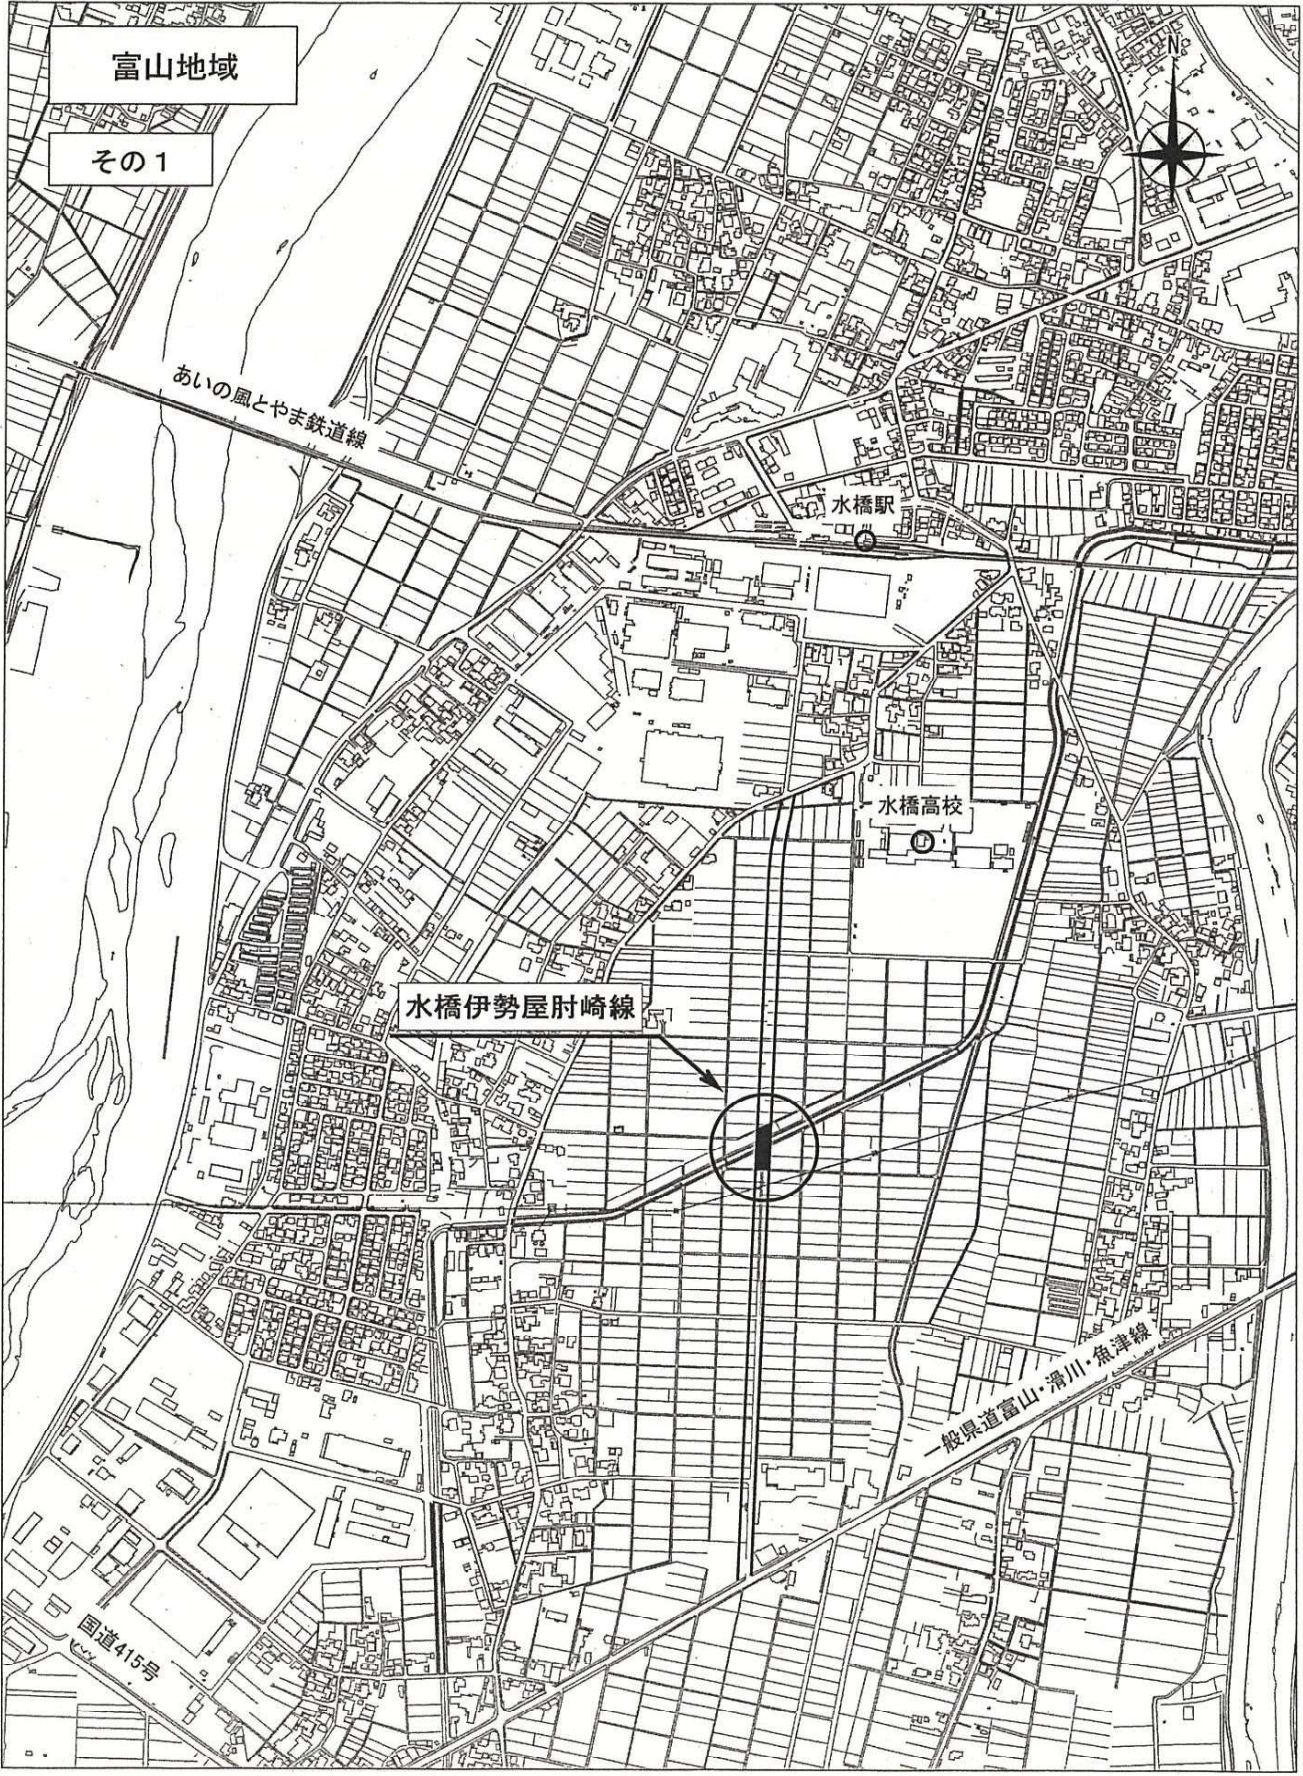 富山地域
その1
N
あいの風とやま鉄道線
水橋駅
水橋高校
水橋伊勢屋肘崎線
一般県道富山・滑川・魚津線
国道415号